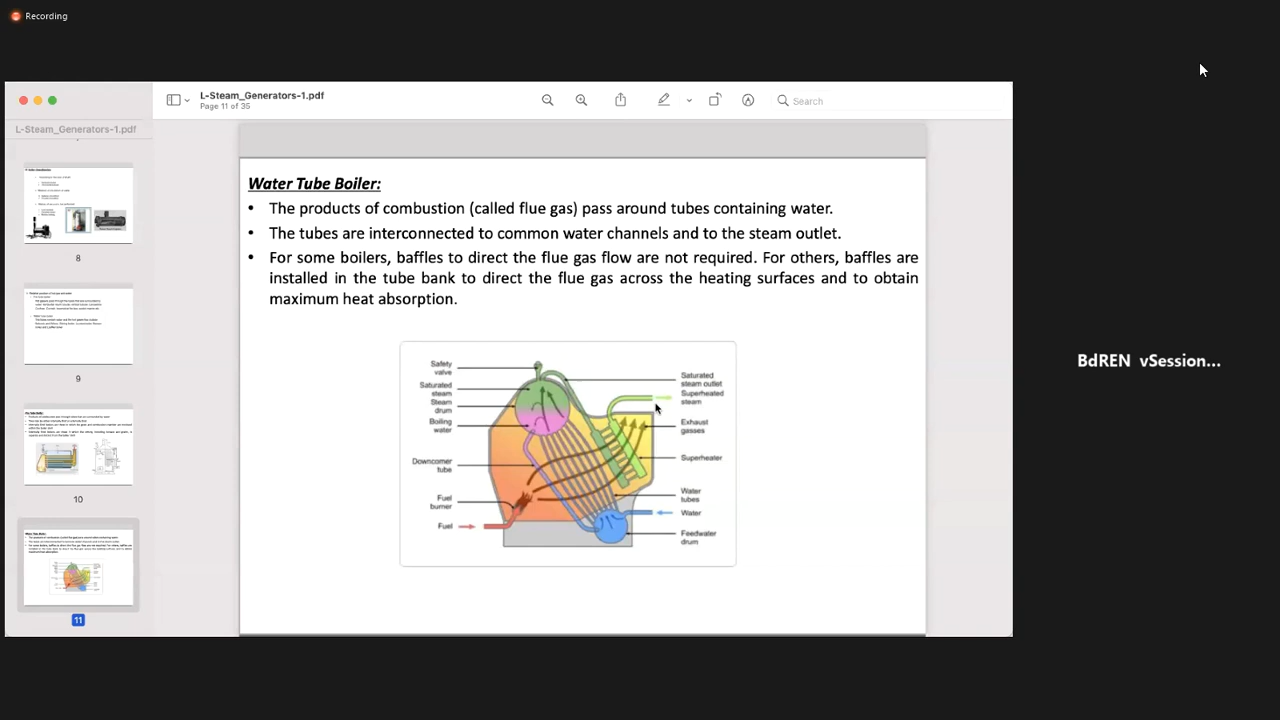 Recording
L-Steam_Generators-1.pdf
Page 11 of 35
Search
L-Steam_Generators-1.pdf
8
9
10
11
Water Tube Boiler:
• The products of combustion (called flue gas) pass around tubes containing water.
• The tubes are interconnected to common water channels and to the steam outlet.
• For some boilers, baffles to direct the flue gas flow are not required. For others, baffles are
installed in the tube bank to direct the flue gas across the heating surfaces and to obtain
maximum heat absorption.
Safety
valve
Saturated
steam
Steam
drum
Boiling
water
Downcomer
tube
Fuel
burner
Fuel
Saturated
steam outlet
Superheated
steam
Exhaust
gasses
Superheater
Water
tubes
Water
Feedwater
drum
BdREN vSession...